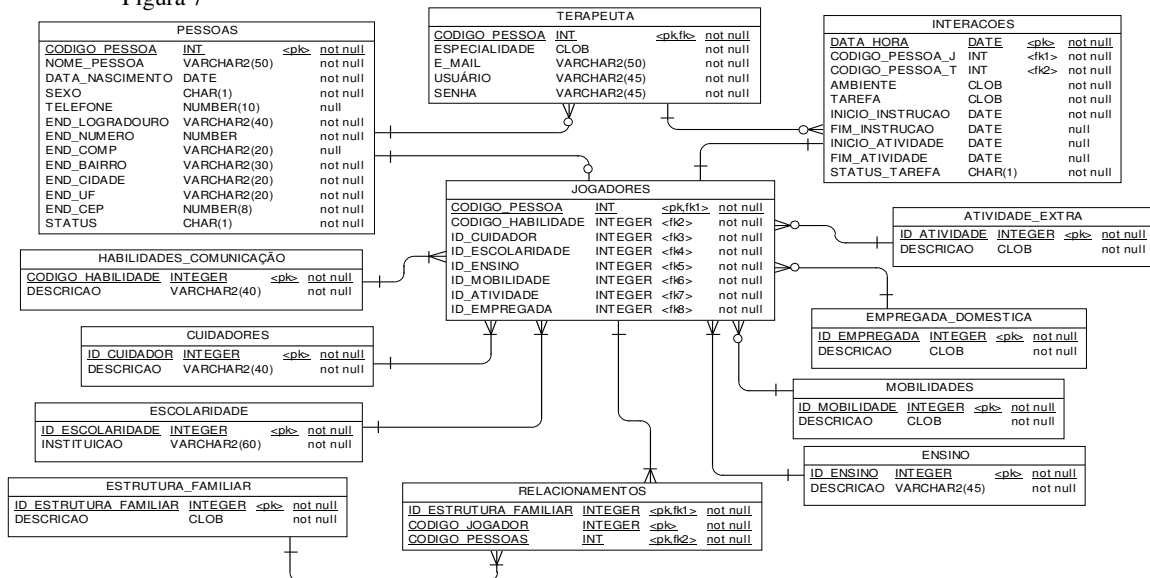 Figura 7
PESSOAS
CODIGO_PESSOA INT <pk> not null
NOME_PESSOA VARCHAR2(50) not null
DATA_NASCIMENTO DATE not null
SEXO CHAR(1) not null
TELEFONE NUMBER(10) null
END_LOGRADOURO VARCHAR2(40) not null
END_NUMERO NUMBER not null
END_COMP VARCHAR2(20) null
END_BAIRRO VARCHAR2(30) not null
END_CIDADE VARCHAR2(20) not null
END_UF VARCHAR2(20) not null
END_CEP NUMBER(8) not null
STATUS CHAR(1) not null
TERAPEUTA
CODIGO_PESSOA INT <pk,fk> not null
ESPECIALIDADE CLOB not null
E_MAIL VARCHAR2(50) not null
USUÁRIO VARCHAR2(45) not null
SENHA VARCHAR2(45) not null
INTERACOES
DATA_HORA DATE <pk> not null
CODIGO_PESSOA_J INT <fk1> not null
CODIGO_PESSOA_T INT <fk2> not null
AMBIENTE CLOB not null
TAREFA CLOB not null
INICIO_INSTRUCAO DATE not null
FIM_INSTRUCAO DATE null
INICIO_ATIVIDADE DATE null
FIM_ATIVIDADE DATE null
STATUS_TAREFA CHAR(1) not null
JOGADORES
CODIGO_PESSOA INT <pk,fk1> not null
CODIGO_HABILIDADE INTEGER <fk2> not null
ID_CUIDADOR INTEGER <fk3> not null
ID_ESCOLARIDADE INTEGER <fk4> not null
ID_ENSINO INTEGER <fk5> not null
ID_MOBILIDADE INTEGER <fk6> not null
ID_ATIVIDADE INTEGER <fk7> not null
ID_EMPREGADA INTEGER <fk8> not null
ATIVIDADE_EXTRA
ID_ATIVIDADE INTEGER <pk> not null
DESCRICAO CLOB not null
HABILIDADES_COMUNICAÇÃO
CODIGO_HABILIDADE INTEGER <pk> not null
DESCRICAO VARCHAR2(40) not null
EMPREGADA_DOMESTICA
ID_EMPREGADA INTEGER <pk> not null
DESCRICAO CLOB not null
CUIDADORES
ID_CUIDADOR INTEGER <pk> not null
DESCRICAO VARCHAR2(40) not null
MOBILIDADES
ID_MOBILIDADE INTEGER <pk> not null
DESCRICAO CLOB not null
ESCOLARIDADE
ID_ESCOLARIDADE INTEGER <pk> not null
INSTITUICAO VARCHAR2(60) not null
ENSINO
ID_ENSINO INTEGER <pk> not null
DESCRICAO VARCHAR2(45) not null
ESTRUTURA_FAMILIAR
ID_ESTRUTURA_FAMILIAR INTEGER <pk> not null
DESCRICAO CLOB not null
RELACIONAMENTOS
ID_ESTRUTURA_FAMILIAR INTEGER <pk,fk1> not null
CODIGO_JOGADOR INTEGER <pk> not null
CODIGO_PESSOAS INT <pk,fk2> not null